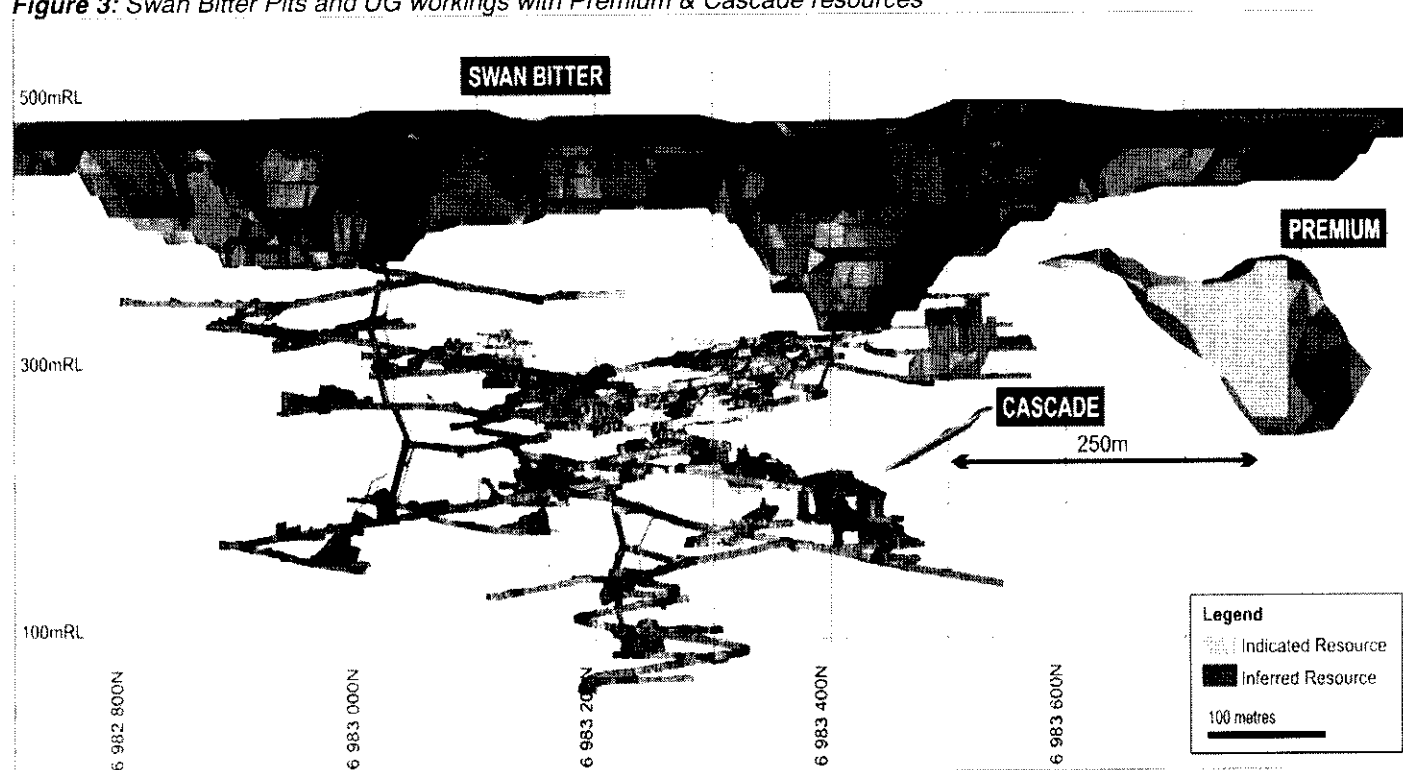 Figure 3: Swan Bitter Pits and UG workings with Premium & Cascade resources
SWAN BITTER
500mRL
PREMIUM
300mRL
CASCADE
250m
100mRL
6 982 800N
6 983 000N
6 983 200N
6 983 400N
6 983 600N
Legend
Indicated Resource
Inferred Resource
100 metres